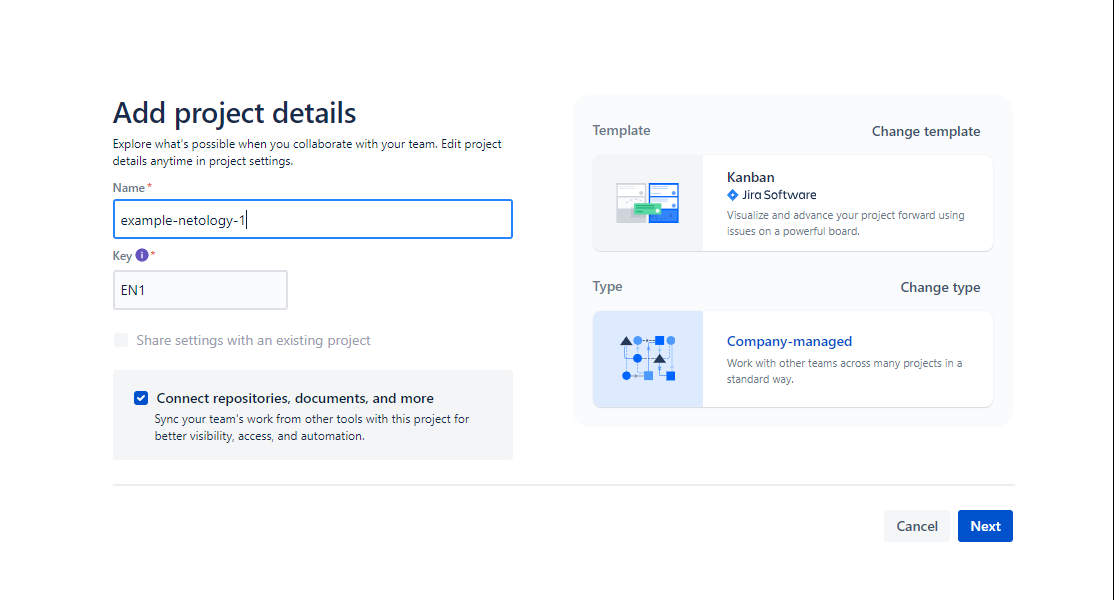 Add project details
Explore what's possible when you collaborate with your team. Edit project
details anytime in project settings.
Name *
example-netology-1
Key i *
EN1
Share settings with an existing project
Connect repositories, documents, and more
Sync your team's work from other tools with this project for
better visibility, access, and automation.
Template
Change template
Kanban
Jira Software
Visualize and advance your project forward using
issues on a powerful board.
Type
Change type
Company-managed
Work with other teams across many projects in a
standard way.
Cancel
Next